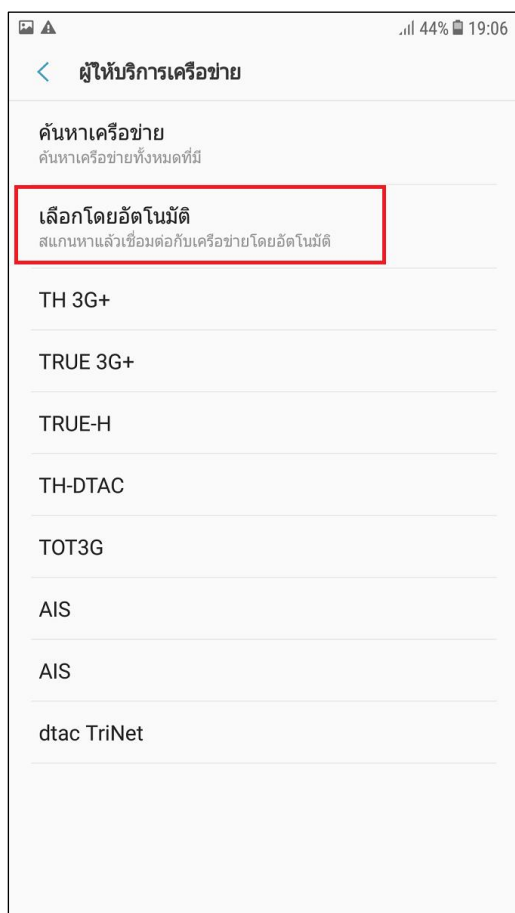 44% 19:06
ผู้ให้บริการเครือข่าย
ค้นหาเครือข่าย
ค้นหาเครือข่ายทั้งหมดที่มี
เลือกโดยอัตโนมัติ
สแกนหาแล้วเชื่อมต่อกับเครือข่ายโดยอัตโนมัติ
TH 3G+
TRUE 3G+
TRUE-H
TH-DTAC
TOT3G
AIS
AIS
dtac TriNet